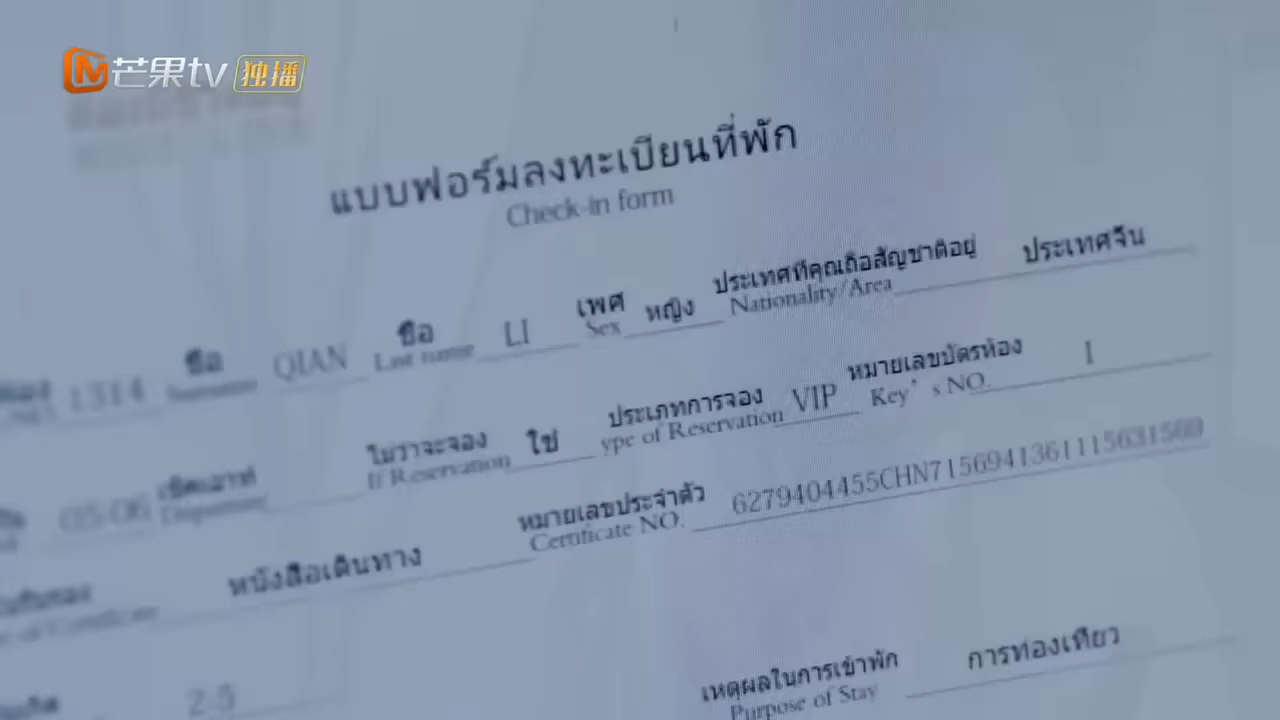 芒果tv 独播
แบบฟอร์มลงทะเบียนที่พัก
Check-in form
ชื่อ ชื่อ เพศ ประเทศที่คุณถือสัญชาติอยู่
1314 Surname QIAN Last name LI Sex หญิง Nationality/Area ประเทศจีน
ไม่ว่าจะจอง ประเภทการจอง หมายเลขบัตรห้อง
05-06 Departure If Reservation ใช่ ype of Reservation VIP Key's NO. 1
หมายเลขประจำตัว
หนังสือเดินทาง Certificate NO. 6279404455CHN7156941361115631560
เหตุผลในการเข้าพัก
2.5 Purpose of Stay การท่องเทียว